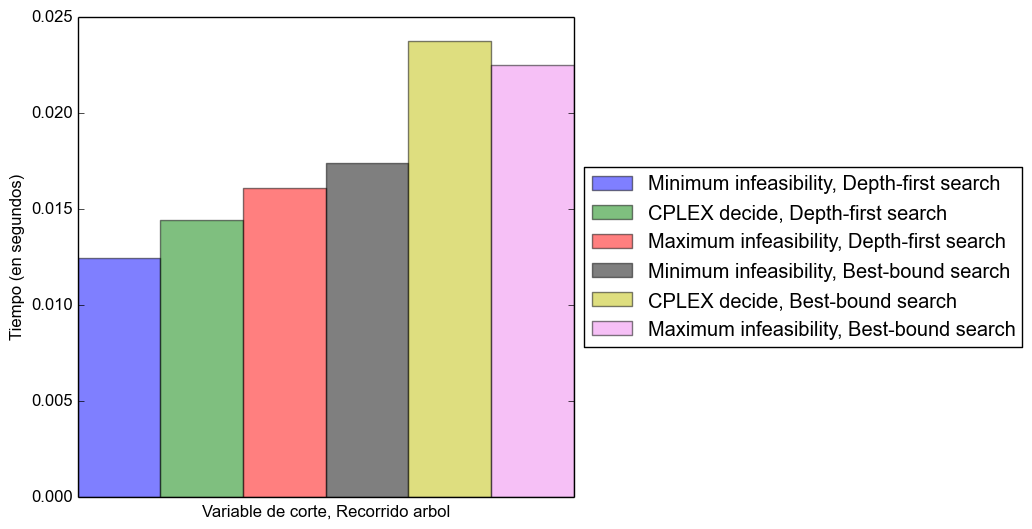 0.025
0.020
0.015
0.010
0.005
0.000
Tiempo (en segundos)
Variable de corte, Recorrido arbol
Minimum infeasibility, Depth-first search
CPLEX decide, Depth-first search
Maximum infeasibility, Depth-first search
Minimum infeasibility, Best-bound search
CPLEX decide, Best-bound search
Maximum infeasibility, Best-bound search